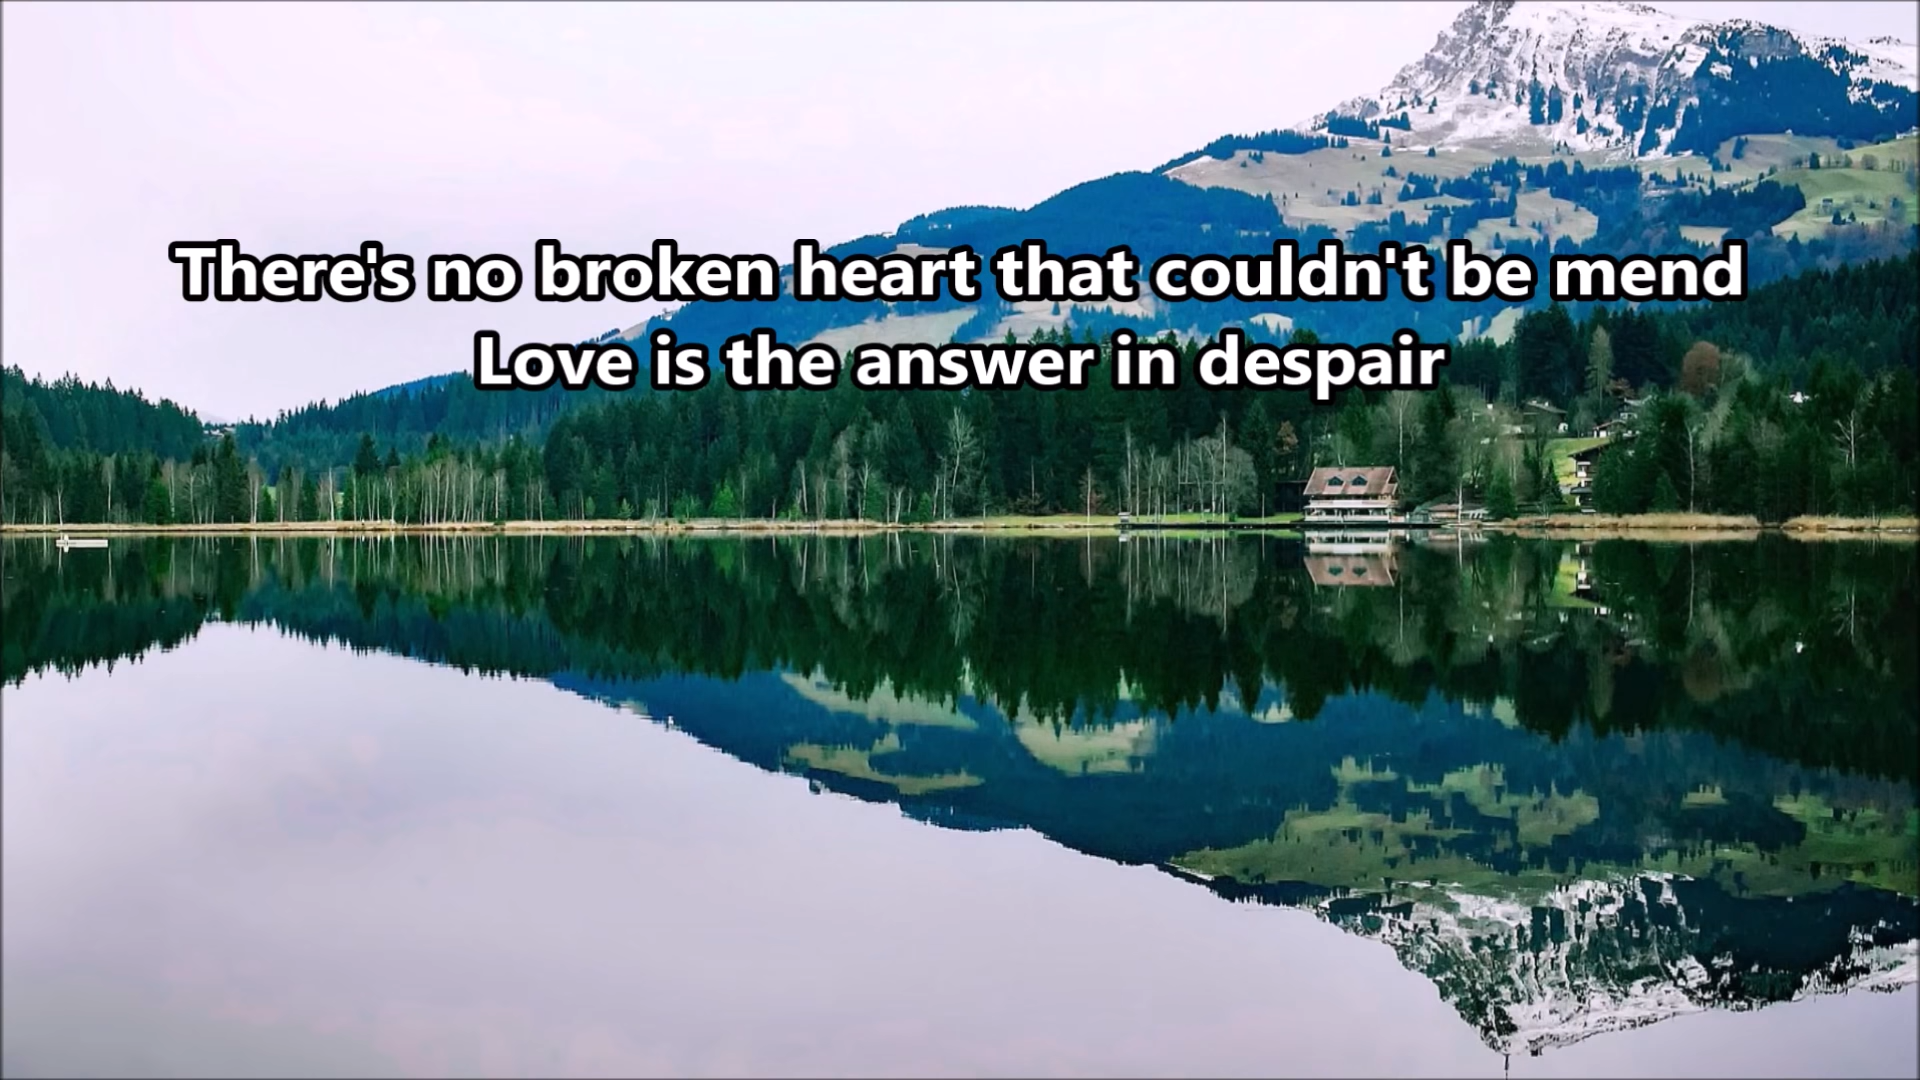 There's no broken heart that couldn't be mend
Love is the answer in despair